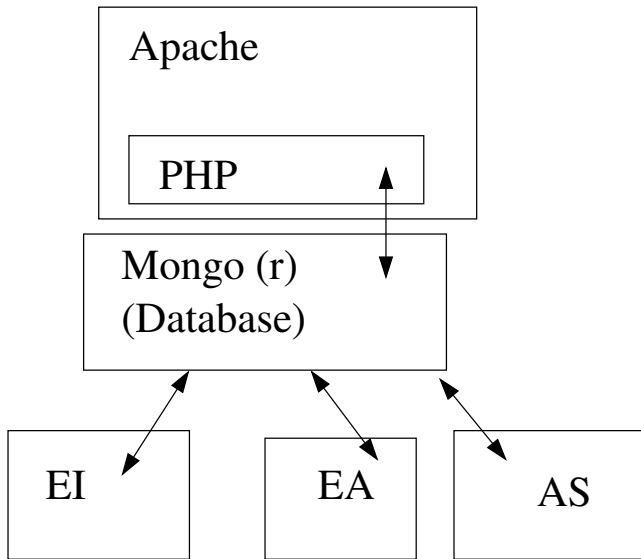 Apache
PHP
Mongo (r)
(Database)
EI
EA
AS